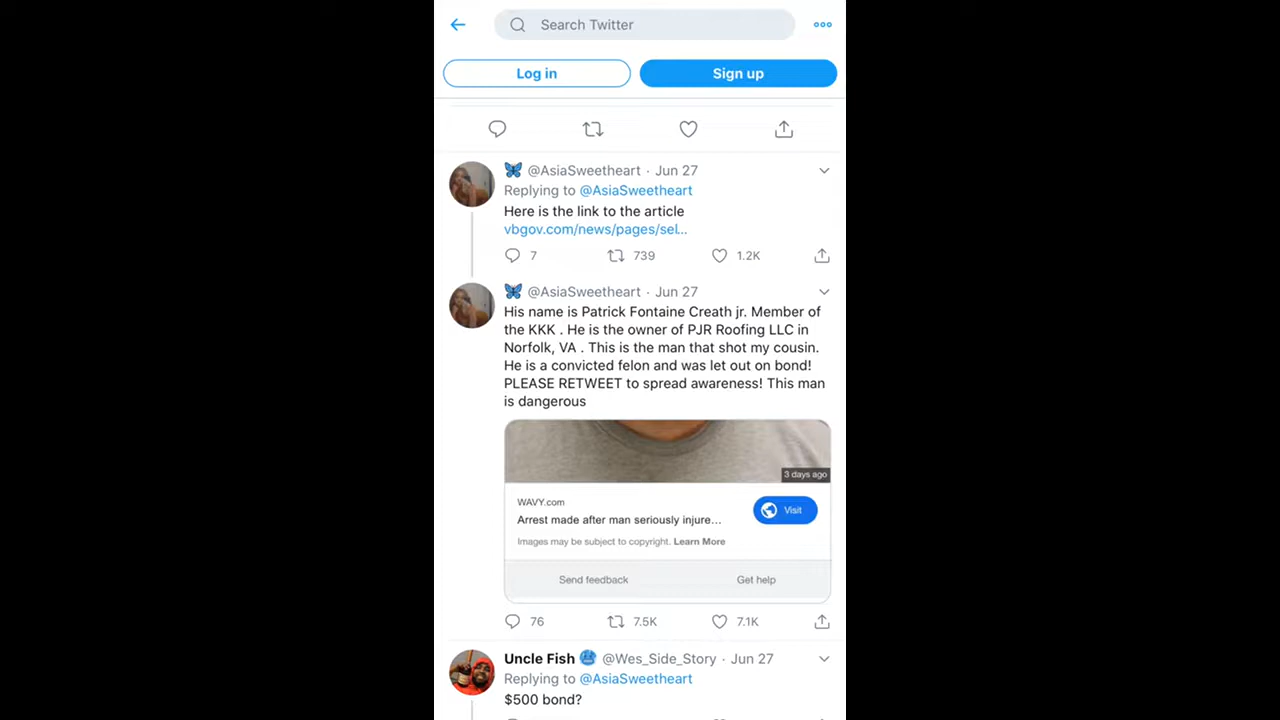 Search Twitter
Log in
Sign up
@AsiaSweetheart · Jun 27
Replying to @AsiaSweetheart
Here is the link to the article
vbgov.com/news/pages/sel...
7 739 1.2K
@AsiaSweetheart · Jun 27
His name is Patrick Fontaine Creath jr. Member of
the KKK . He is the owner of PJR Roofing LLC in
Norfolk, VA . This is the man that shot my cousin.
He is a convicted felon and was let out on bond!
PLEASE RETWEET to spread awareness! This man
is dangerous
3 days ago
WAVY.com
Arrest made after man seriously injure...
Visit
Images may be subject to copyright. Learn More
Send feedback Get help
76 7.5K 7.1K
Uncle Fish @Wes_Side_Story · Jun 27
Replying to @AsiaSweetheart
$500 bond?